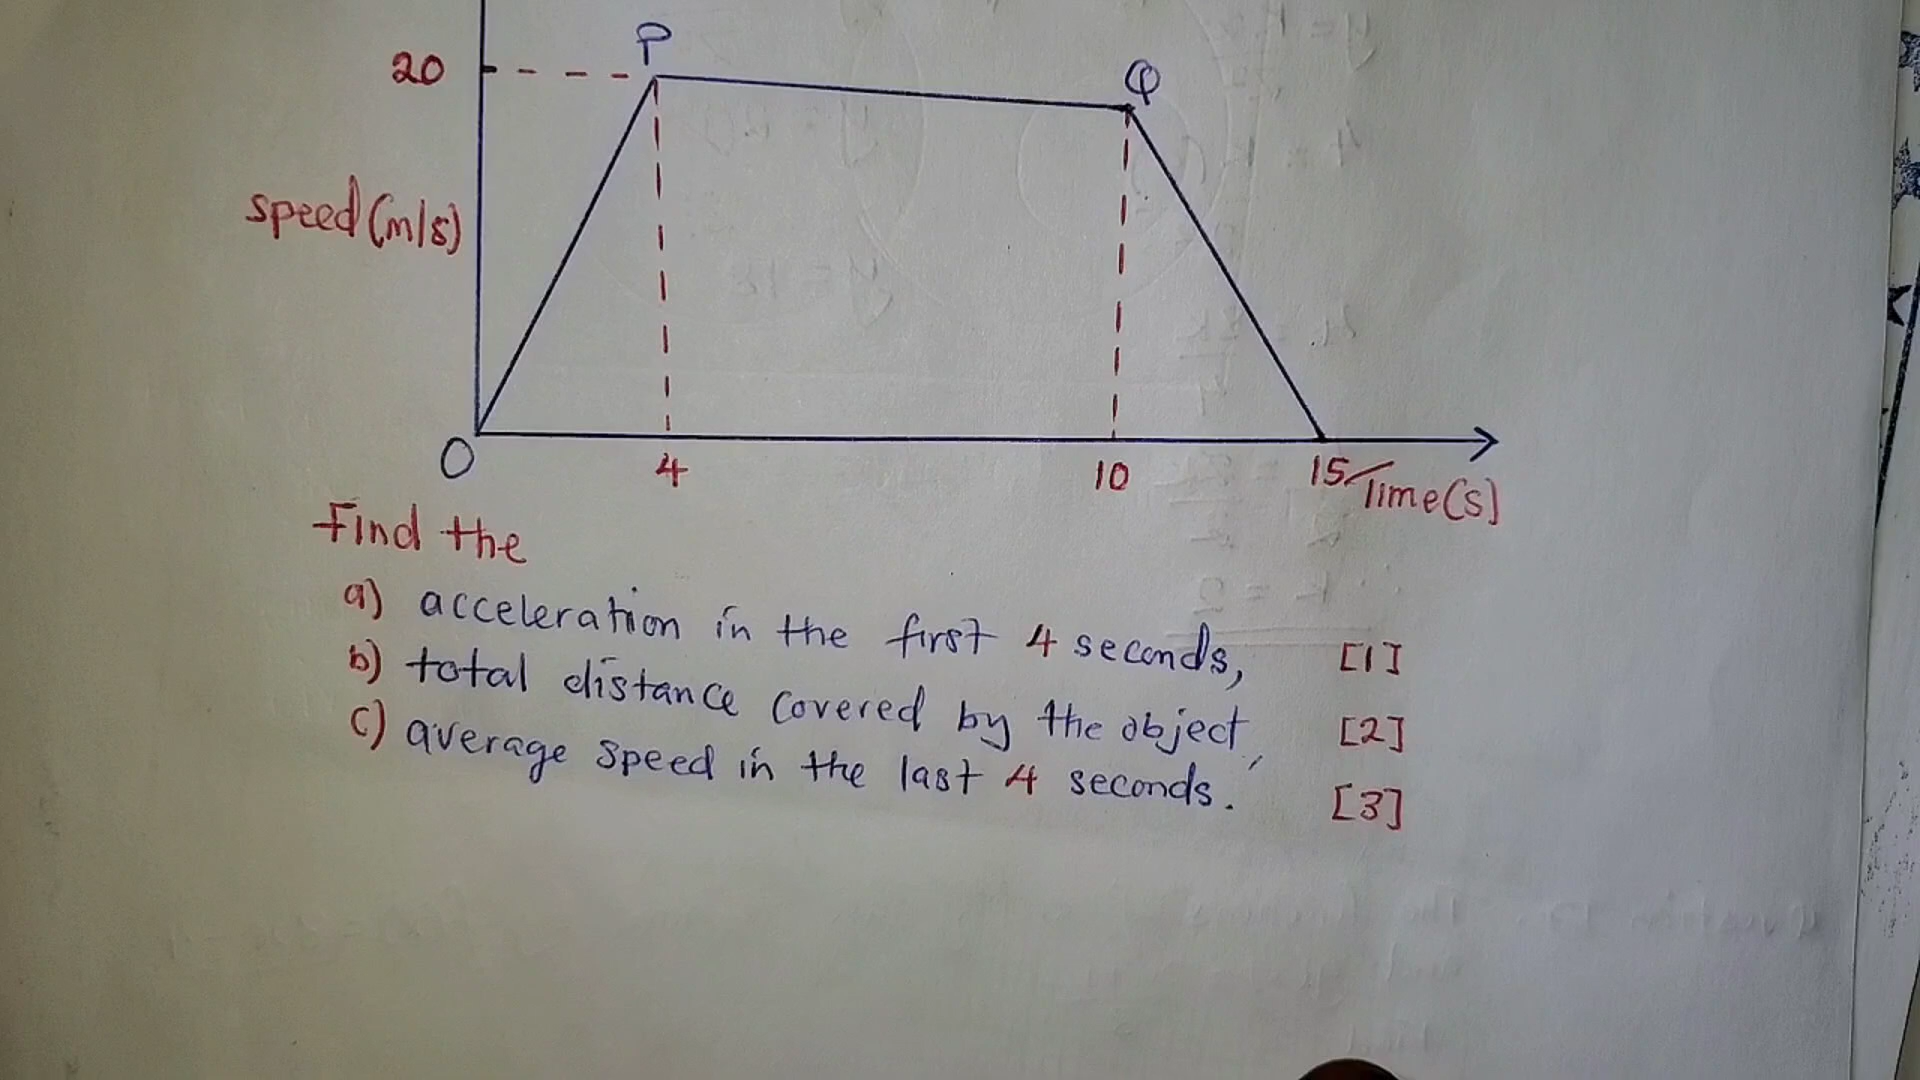 P
20
Q
speed(m/s)
O
4
10
15
Time(s)
Find the
a) acceleration in the first 4 seconds, [1]
b) total distance covered by the object, [2]
c) average speed in the last 4 seconds. [3]